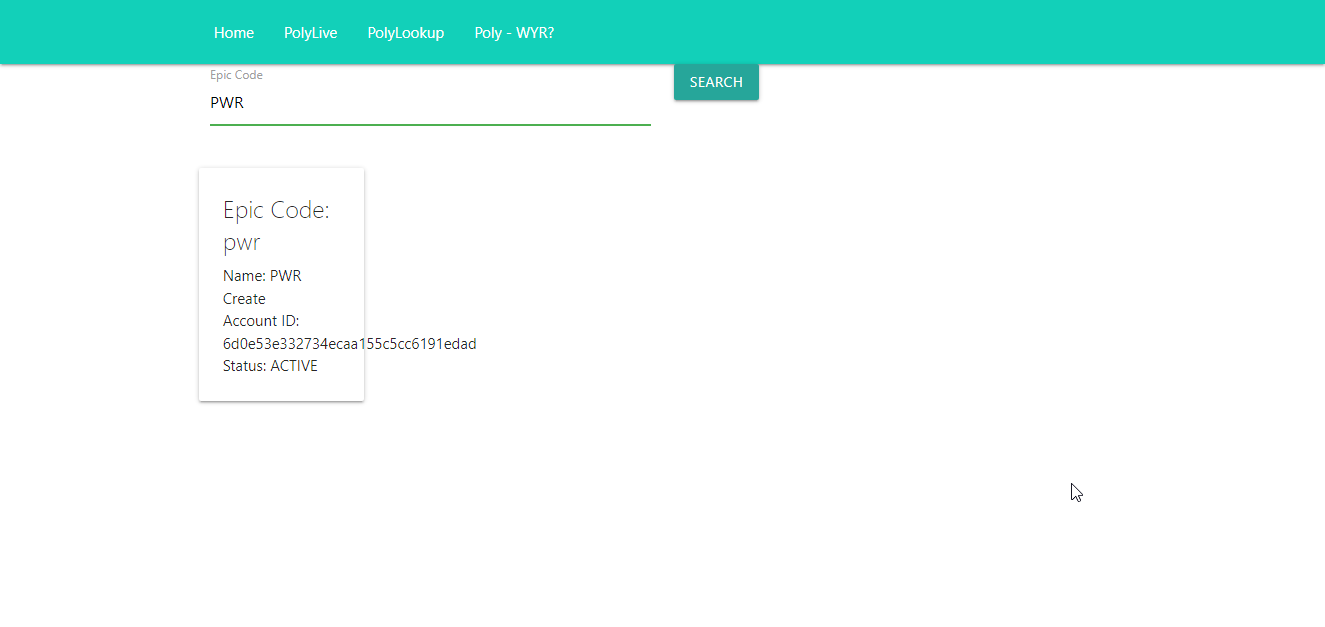 Home PolyLive PolyLookup Poly - WYR?
Epic Code
PWR
SEARCH
Epic Code:
pwr
Name: PWR
Create
Account ID:
6d0e53e332734ecaa155c5cc6191edad
Status: ACTIVE